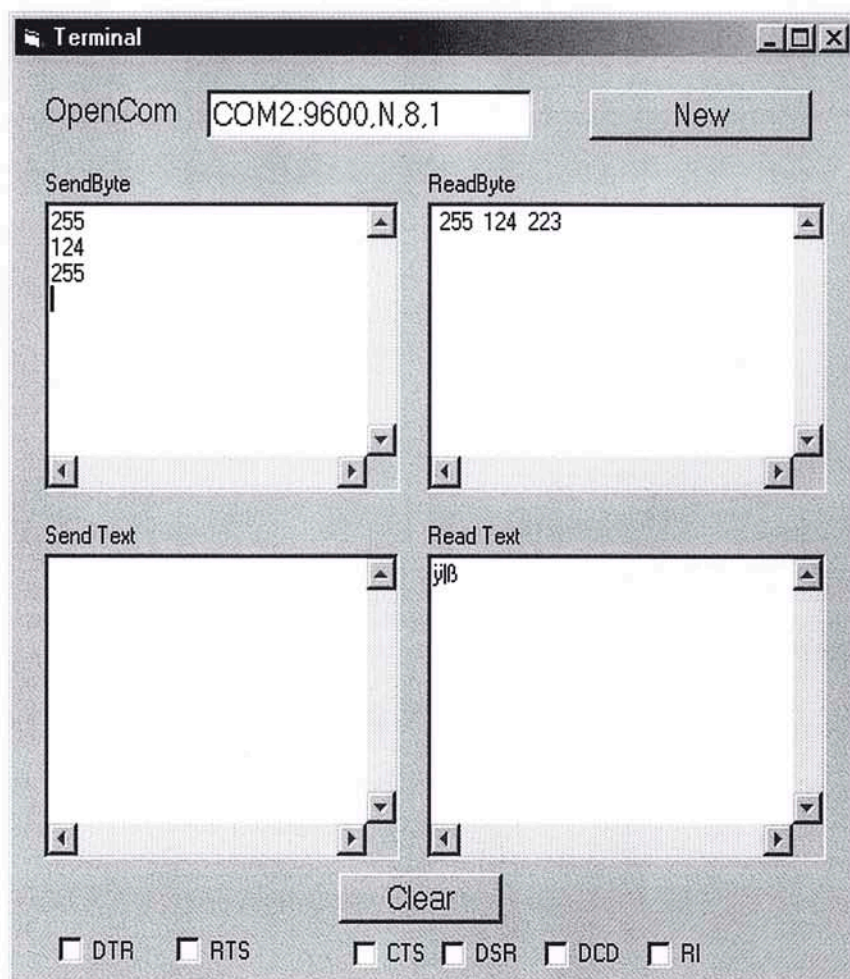 Terminal
OpenCom COM2:9600,N,8,1 New
SendByte ReadByte
255 255 124 223
124
255
Send Text Read Text
ÿ|ß
Clear
DTR RTS CTS DSR DCD RI